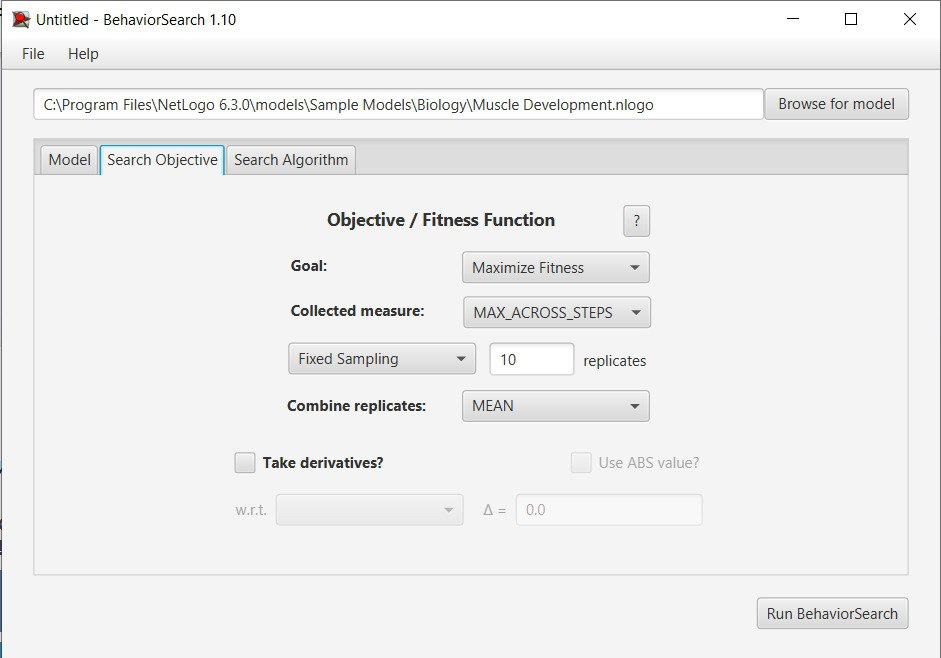 Untitled - BehaviorSearch 1.10
File Help
C:\Program Files\NetLogo 6.3.0\models\Sample Models\Biology\Muscle Development.nlogo Browse for model
Model Search Objective Search Algorithm
Objective / Fitness Function ?
Goal: Maximize Fitness
Collected measure: MAX_ACROSS_STEPS
Fixed Sampling 10 replicates
Combine replicates: MEAN
Take derivatives? Use ABS value?
w.r.t. Δ = 0.0
Run BehaviorSearch